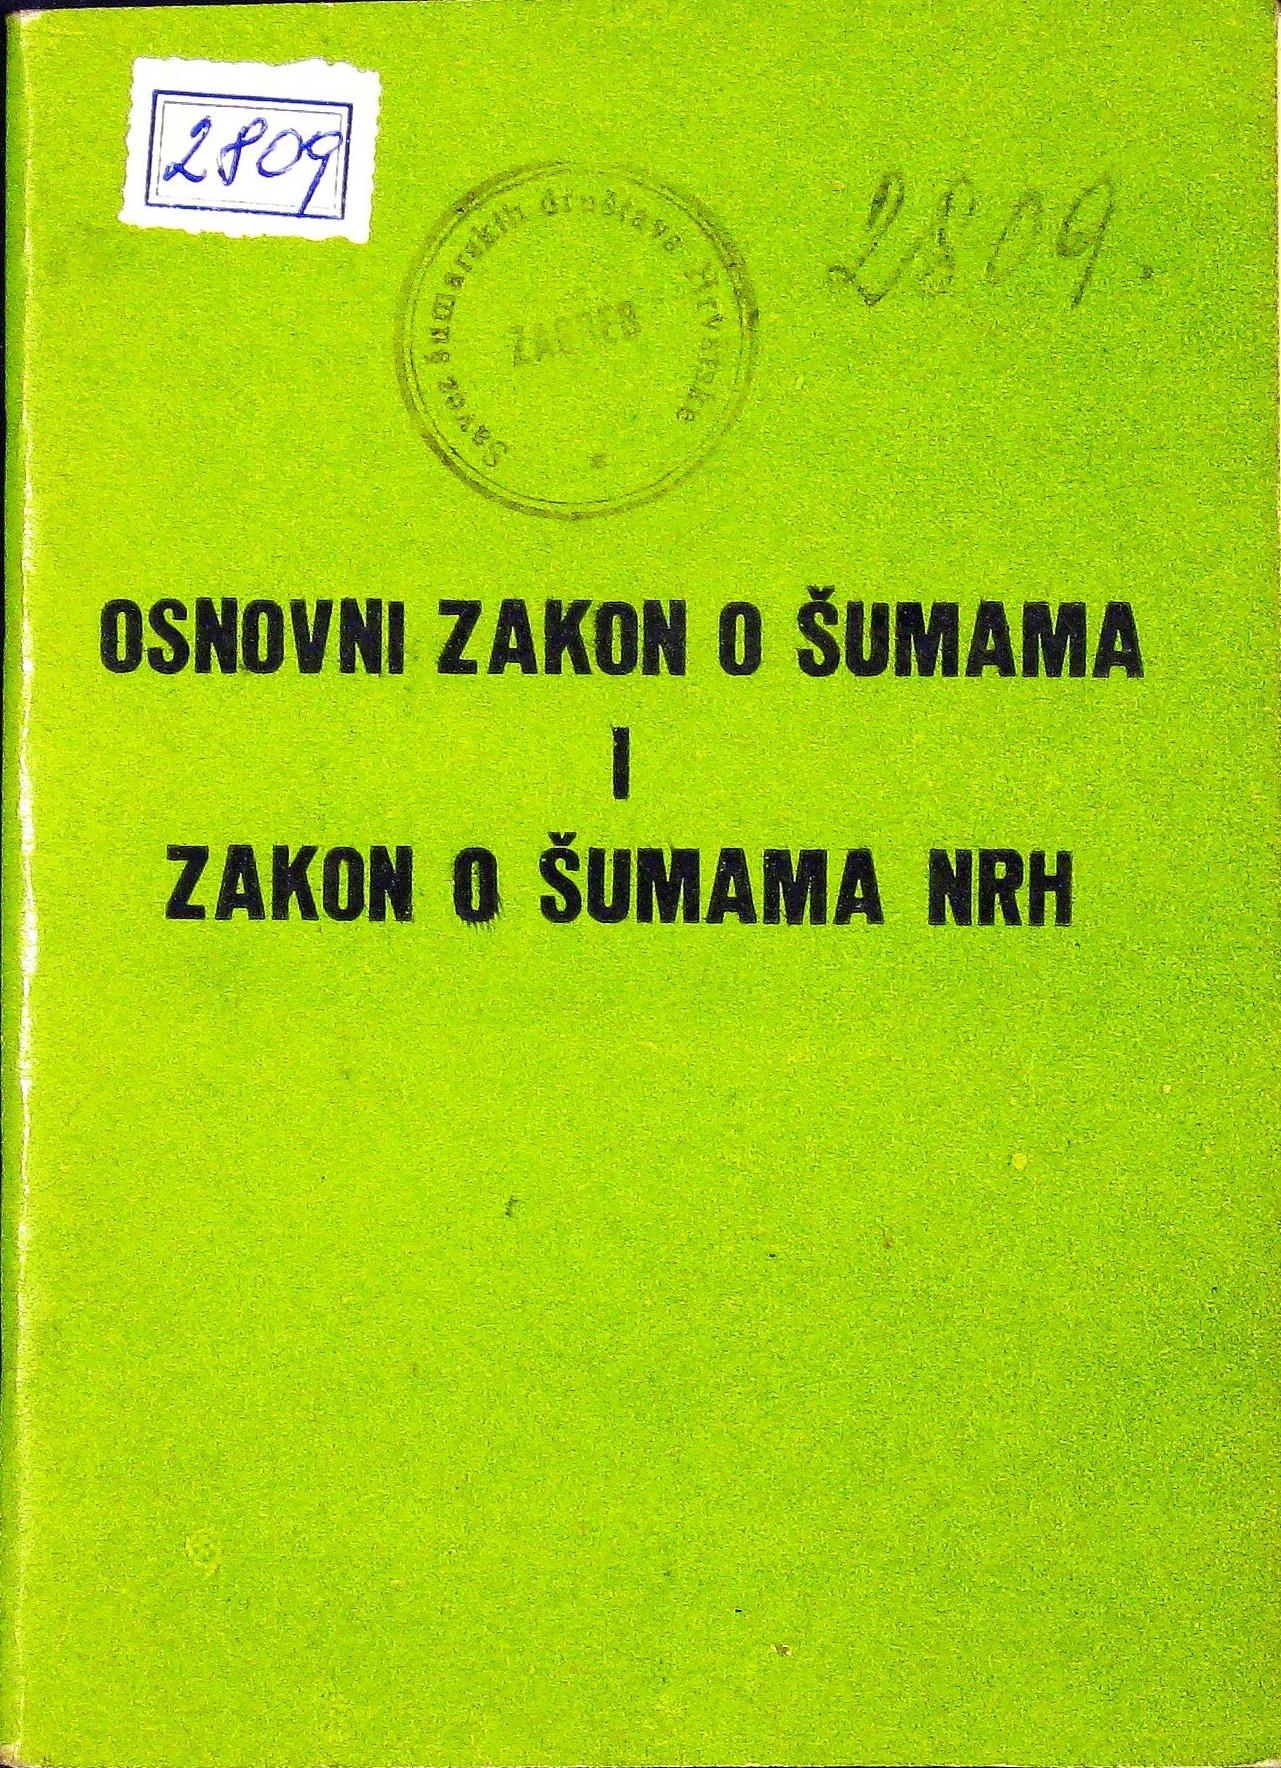 2809
Savez šumarskih društava Hrvatske
ZAGREB
2809.
OSNOVNI ZAKON O ŠUMAMA
I
ZAKON O ŠUMAMA NRH